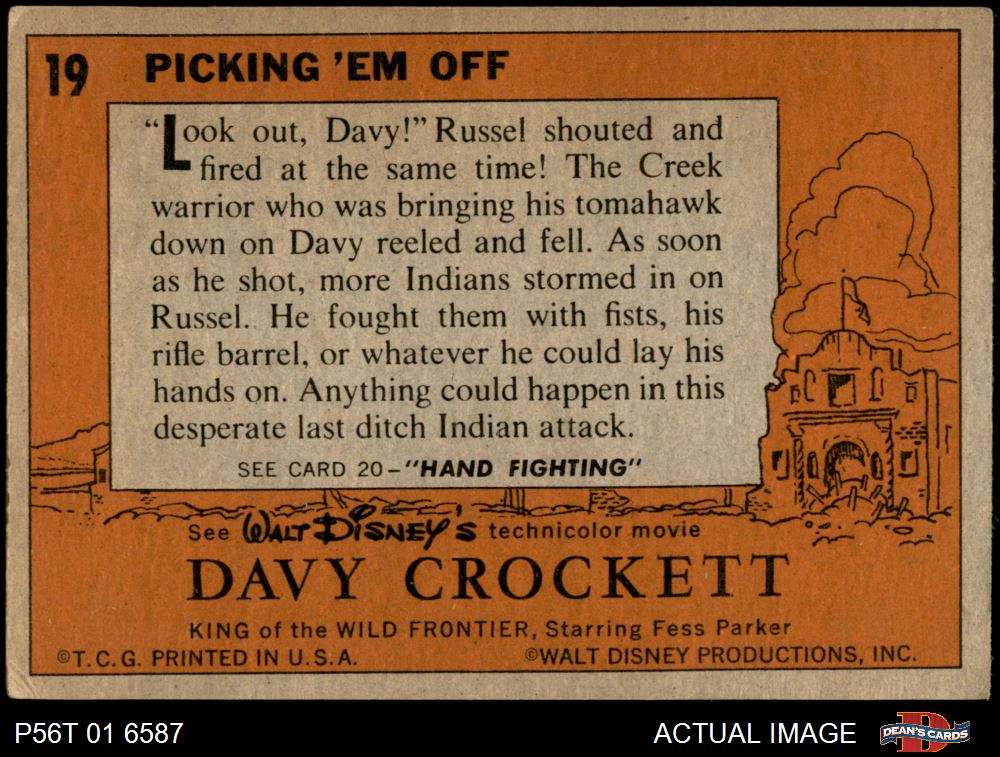 19 PICKING 'EM OFF
"Look out, Davy!" Russel shouted and
fired at the same time! The Creek
warrior who was bringing his tomahawk
down on Davy reeled and fell. As soon
as he shot, more Indians stormed in on
Russel. He fought them with fists, his
rifle barrel, or whatever he could lay his
hands on. Anything could happen in this
desperate last ditch Indian attack.
SEE CARD 20-"HAND FIGHTING"
See WALT DISNEY'S technicolor movie
DAVY CROCKETT
KING of the WILD FRONTIER, Starring Fess Parker
©T.C.G. PRINTED IN U.S.A. ©WALT DISNEY PRODUCTIONS, INC.
P56T 01 6587 ACTUAL IMAGE DEAN'S CARDS